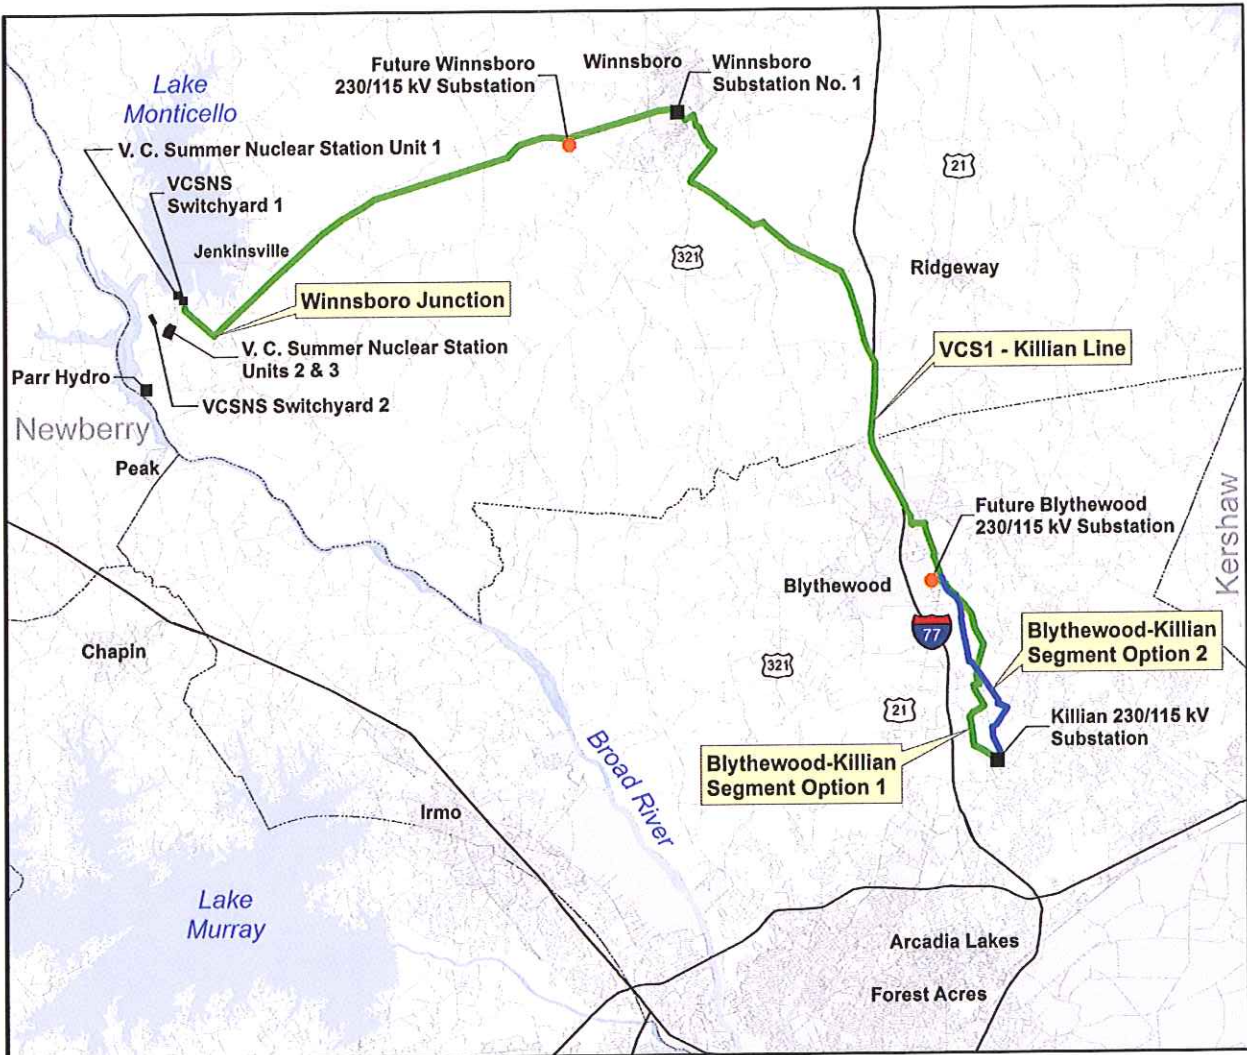 Lake
Monticello
Future Winnsboro
230/115 kV Substation
Winnsboro
Winnsboro
Substation No. 1
V. C. Summer Nuclear Station Unit 1
VCSNS
Switchyard 1
21
Jenkinsville
321
Ridgeway
Winnsboro Junction
V. C. Summer Nuclear Station
Units 2 & 3
VCS1 - Killian Line
Parr Hydro
VCSNS Switchyard 2
Newberry
Peak
Kershaw
Future Blythewood
230/115 kV Substation
Blythewood
77
Blythewood-Killian
Segment Option 2
Chapin
321
21
Killian 230/115 kV
Substation
Blythewood-Killian
Segment Option 1
Broad River
Irmo
Lake
Murray
Arcadia Lakes
Forest Acres